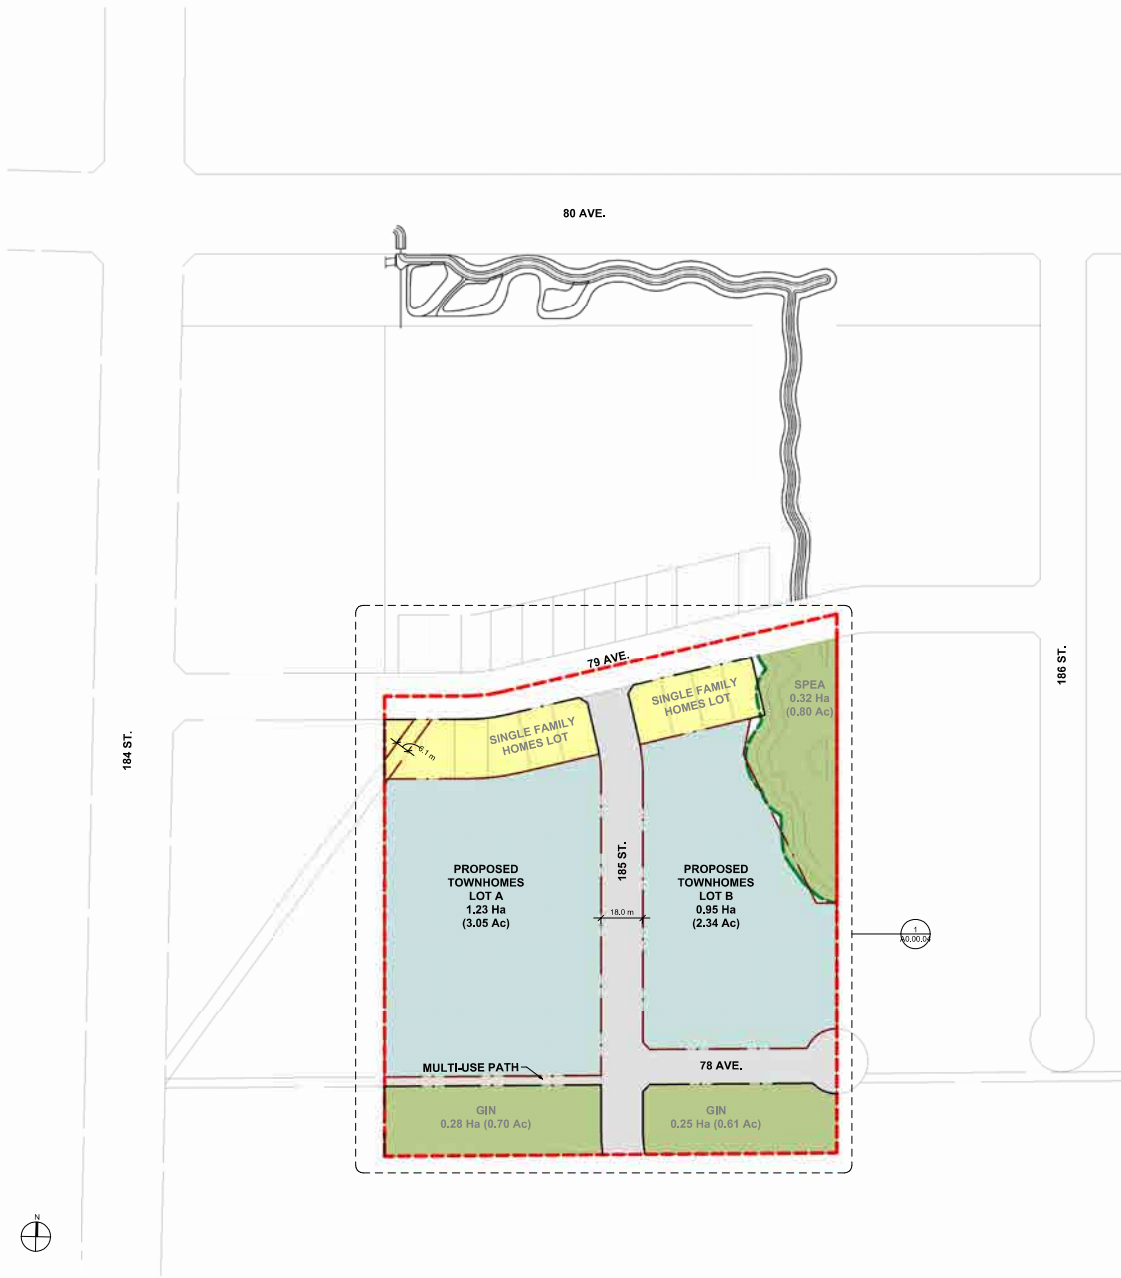 80 AVE.
79 AVE.
186 ST.
184 ST.
SPEA
0.32 Ha
(0.80 Ac)
SINGLE FAMILY
HOMES LOT
SINGLE FAMILY
HOMES LOT
6.1 m
185 ST.
PROPOSED
TOWNHOMES
LOT A
1.23 Ha
(3.05 Ac)
PROPOSED
TOWNHOMES
LOT B
0.95 Ha
(2.34 Ac)
18.0 m
1
A0.00.04
MULTI-USE PATH
78 AVE.
GIN
0.28 Ha (0.70 Ac)
GIN
0.25 Ha (0.61 Ac)
N